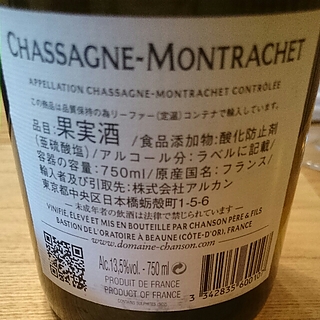 CHASSAGNE-MONTRACHET
APPELLATION CHASSAGNE-MONTRACHET CONTRÔLÉE
この商品は品質保持の為リーファー(定温)コンテナで輸入しています。
品目:果実酒/食品添加物:酸化防止剤
(亜硫酸塩)/アルコール分:ラベルに記載/
容器の容量:750ml/原産国名:フランス/
輸入者及び引取先:株式会社アルカン
東京都中央区日本橋蛎殻町1-5-6
―未成年者の飲酒は法律で禁じられています―
VINIFIÉ, ÉLEVÉ ET MIS EN BOUTEILLE PAR CHANSON PÈRE & FILS
BASTION DE L'ORATOIRE À BEAUNE (CÔTE-D'OR), FRANCE
www.domaine-chanson.com
Alc.13,5%vol. - 750 ml
PRODUIT DE FRANCE
PRODUCT OF FRANCE
3 342835 60010